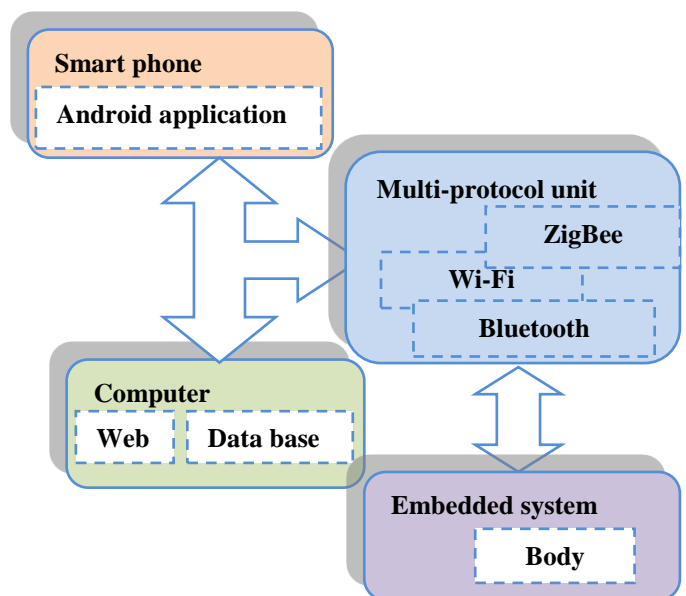 Smart phone
Android application
Multi-protocol unit
ZigBee
Wi-Fi
Bluetooth
Computer
Web
Data base
Embedded system
Body